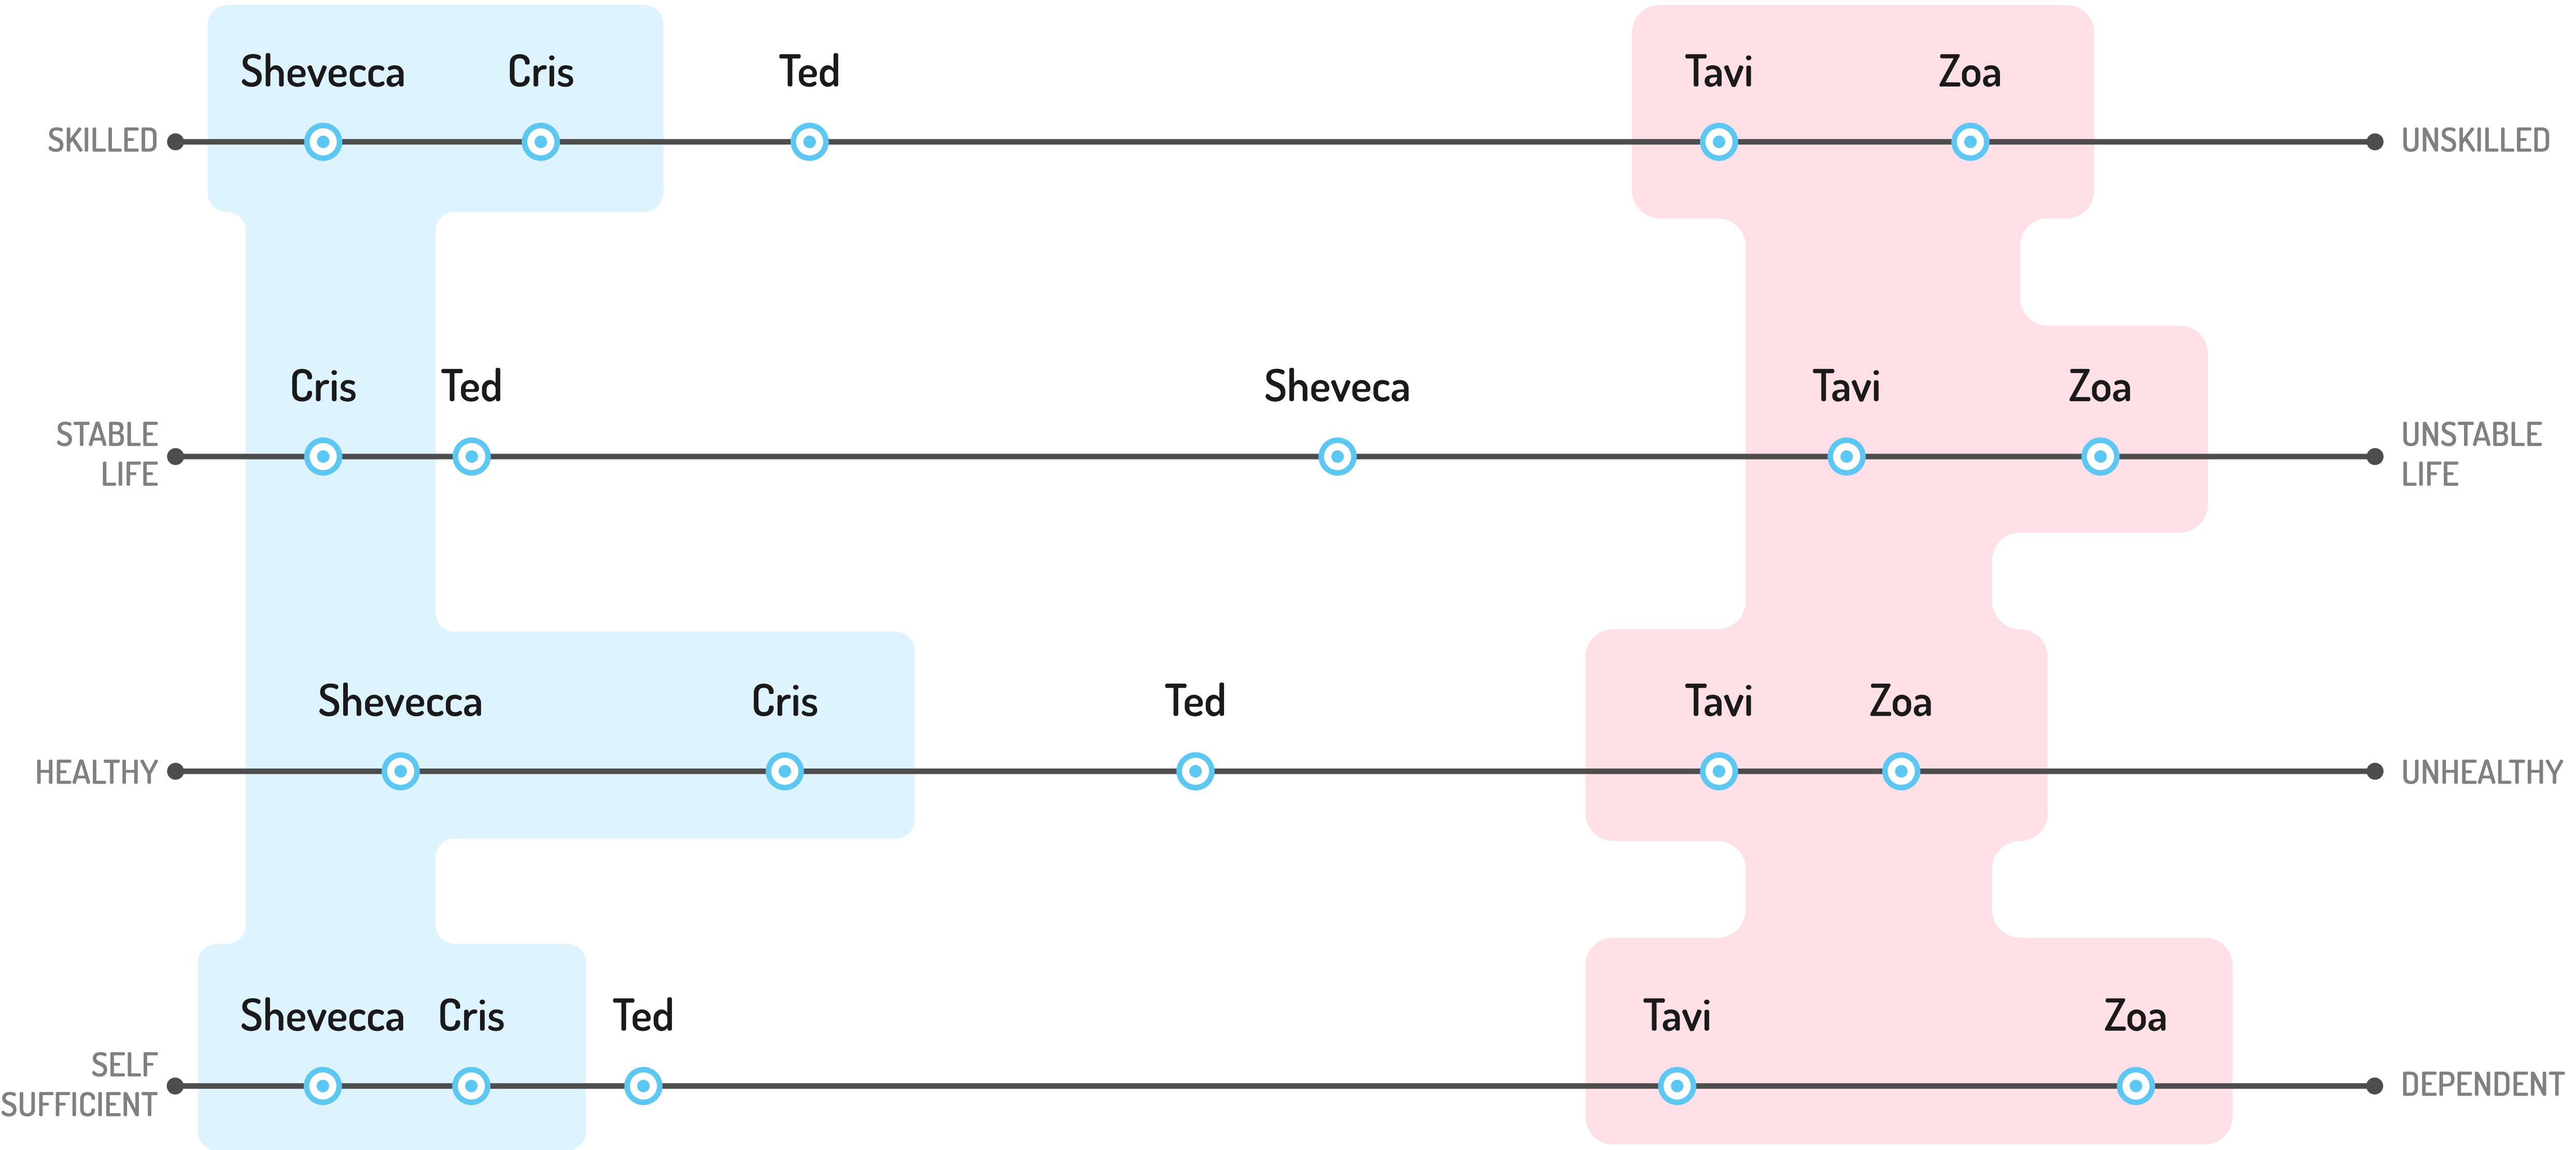 Shevecca Cris Ted Tavi Zoa
SKILLED UNSKILLED
Cris Ted Sheveca Tavi Zoa
STABLE
LIFE
UNSTABLE
LIFE
Shevecca Cris Ted Tavi Zoa
HEALTHY UNHEALTHY
Shevecca Cris Ted Tavi Zoa
SELF
SUFFICIENT
DEPENDENT